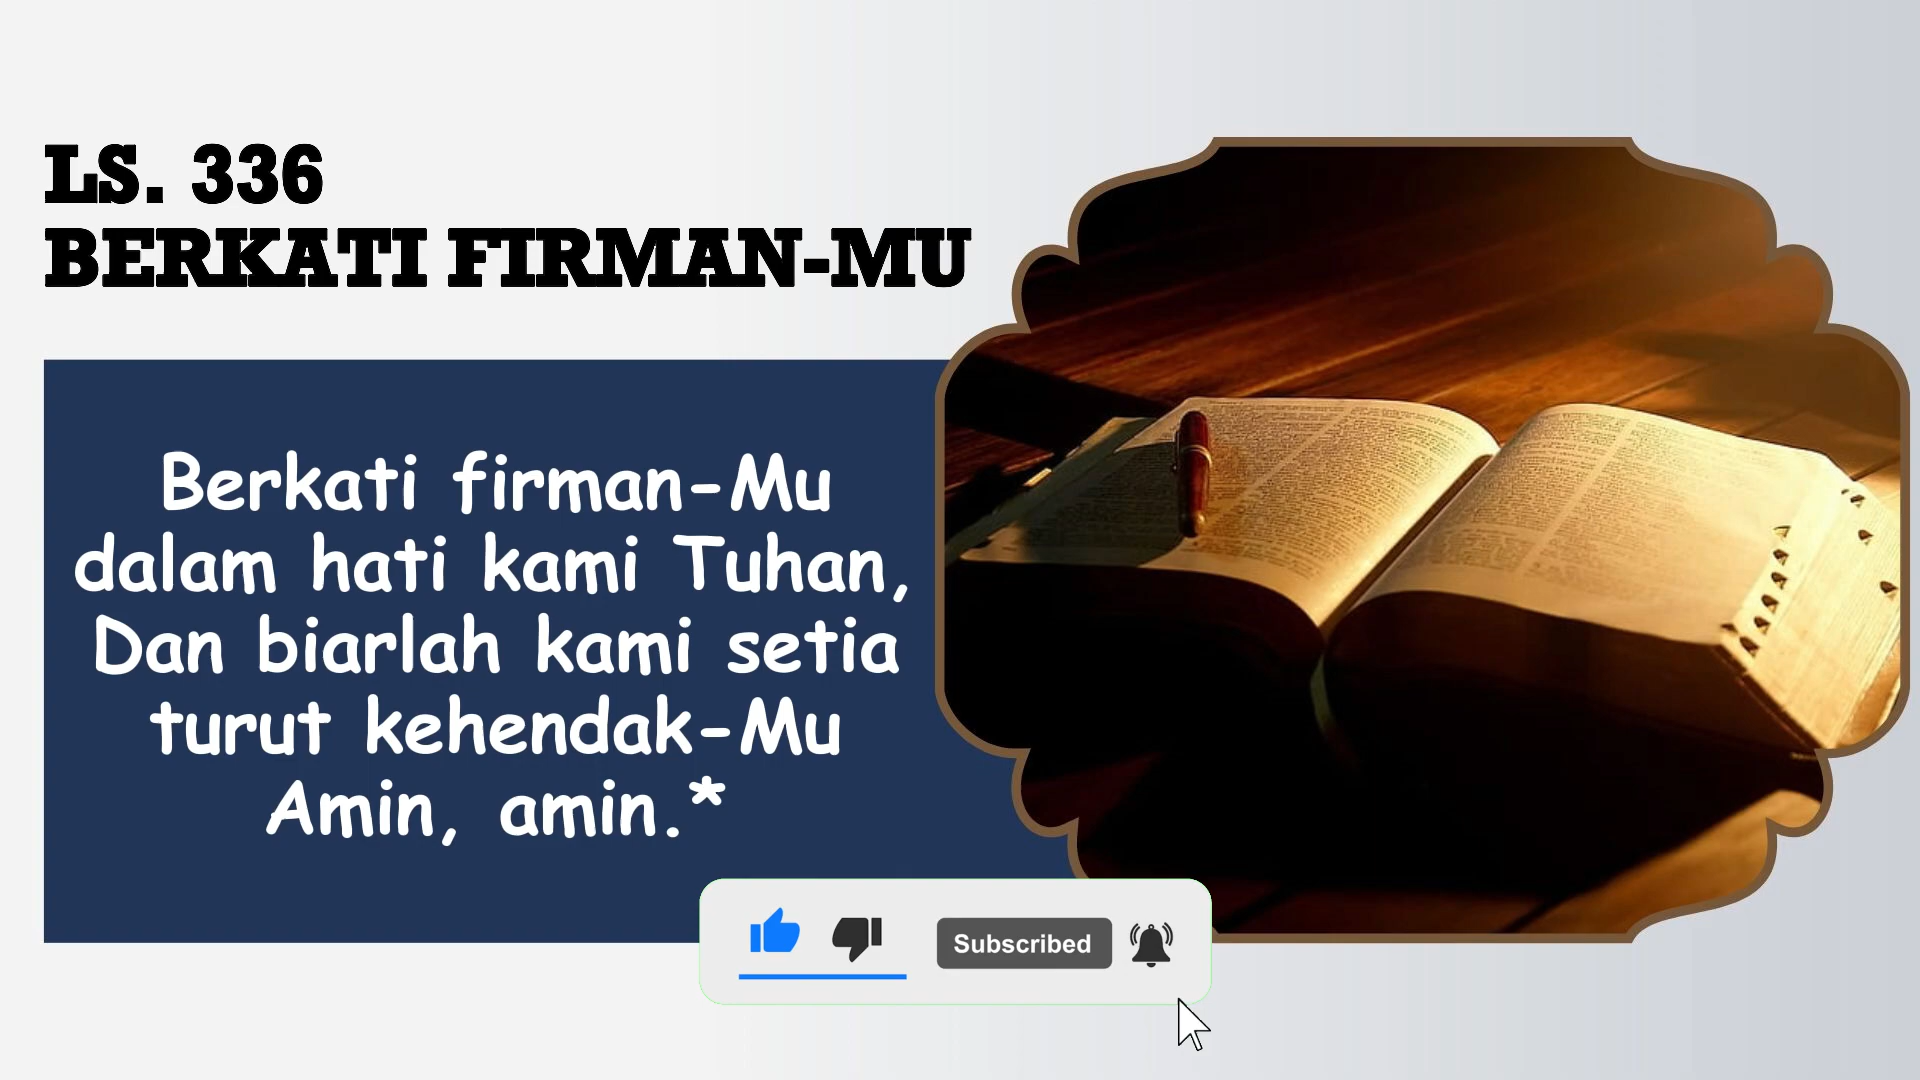 LS. 336
BERKATI FIRMAN-MU
Berkati firman-Mu
dalam hati kami Tuhan,
Dan biarlah kami setia
turut kehendak-Mu
Amin, amin.*
Subscribed